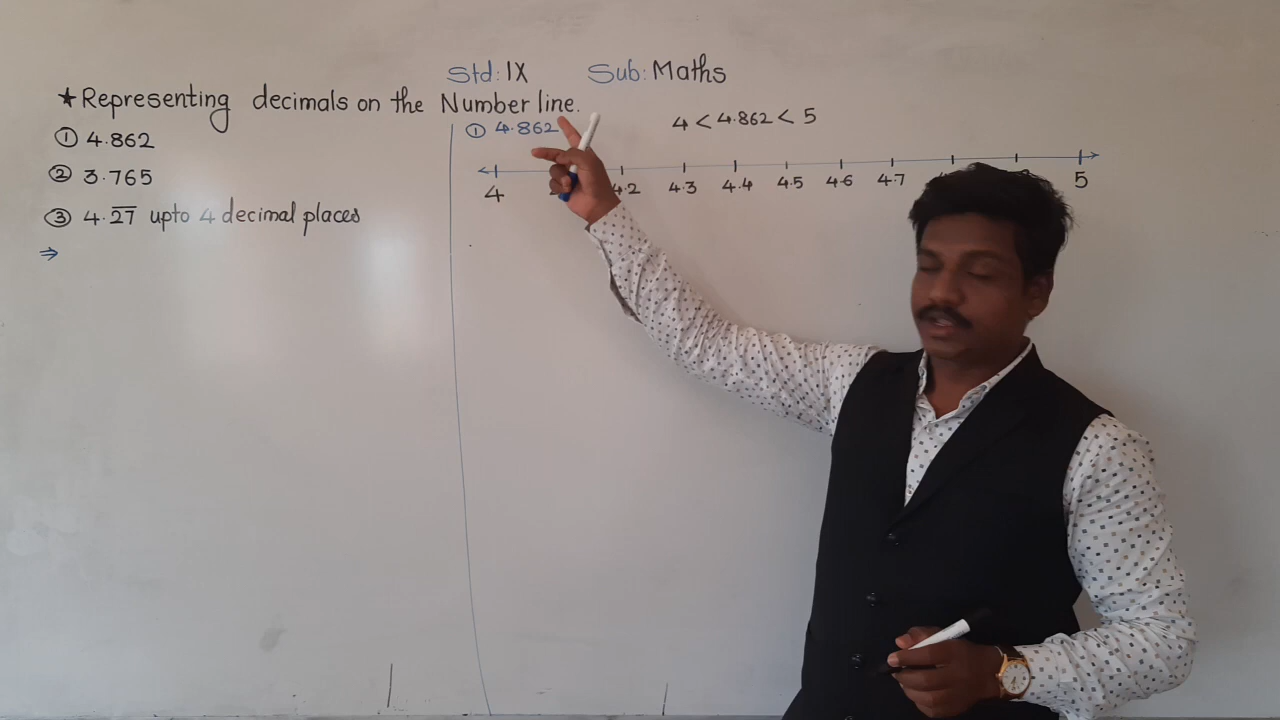 Std: IX Sub: Maths
★ Representing decimals on the Number line.
① 4.862
② 3.765
③ 4.2̅7̅ upto 4 decimal places
⇒
① 4.862 4 < 4.862 < 5
4 4.2 4.3 4.4 4.5 4.6 4.7 5